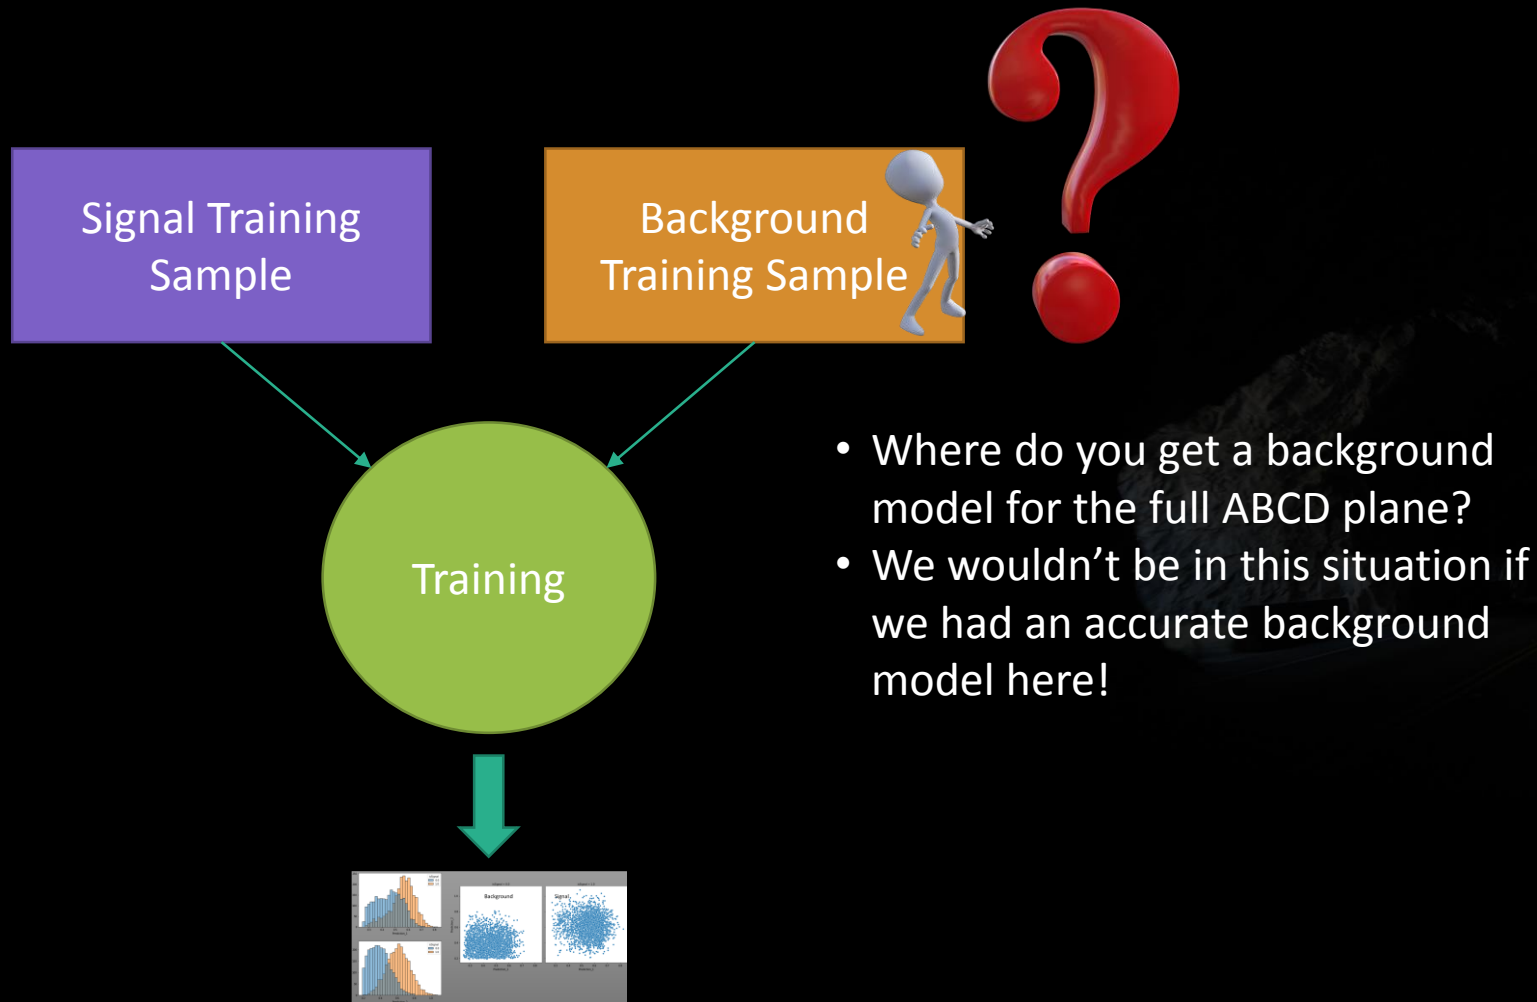 Signal Training
Sample
Background
Training Sample
Training
• Where do you get a background
model for the full ABCD plane?
• We wouldn’t be in this situation if
we had an accurate background
model here!
Background
Signal